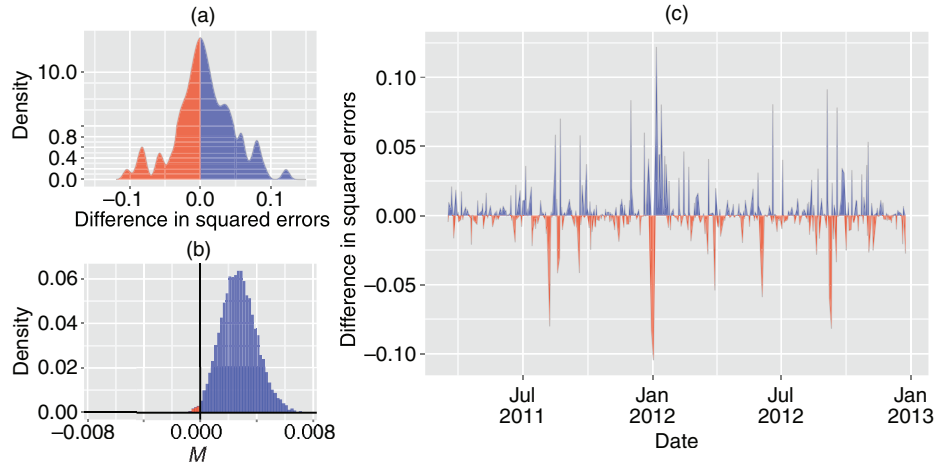 (a)
Density
10.0
0.8
0.4
0.0
−0.1 0.0 0.1
Difference in squared errors
(b)
Density
0.06
0.04
0.02
0.00
−0.008 0.000 0.008
M
(c)
Difference in squared errors
0.10
0.05
0.00
−0.05
−0.10
Jul Jan Jul Jan
2011 2012 2012 2013
Date